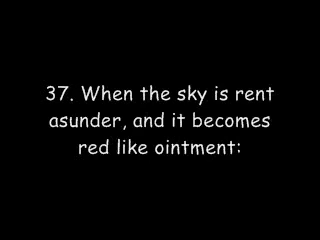 37. When the sky is rent
asunder, and it becomes
red like ointment: